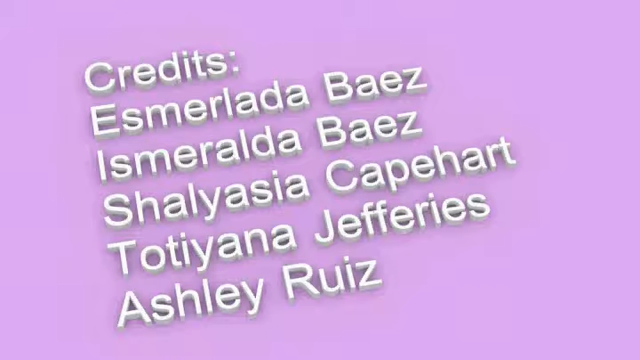 Credits:
Esmerlada Baez
Ismeralda Baez
Shalyasia Capehart
Totiyana Jefferies
Ashley Ruiz